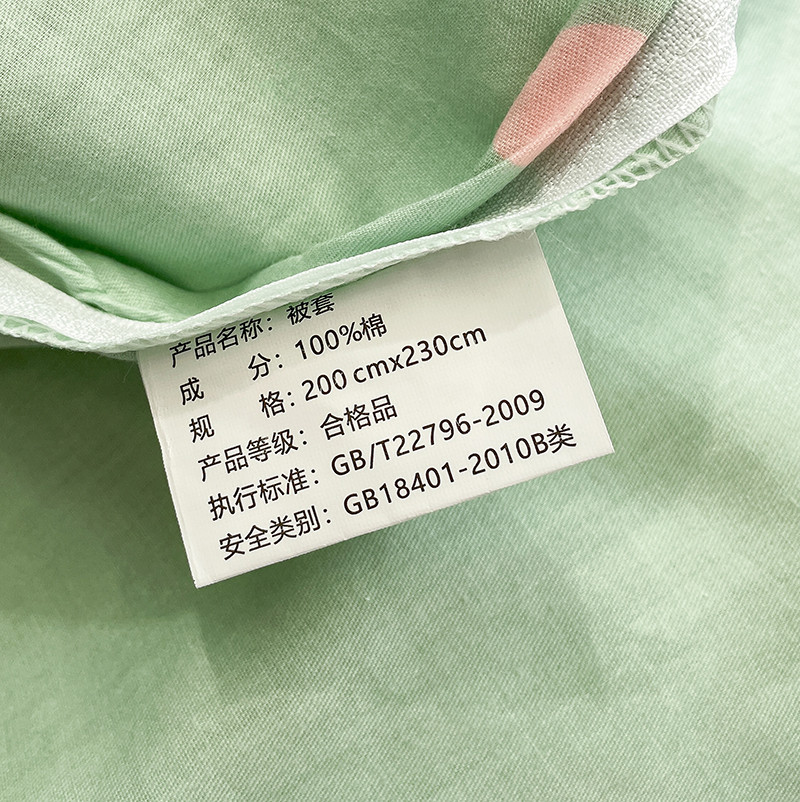 产品名称：被套
成 分：100%棉
规 格：200 cmx230cm
产品等级：合格品
执行标准：GB/T22796-2009
安全类别：GB18401-2010B类